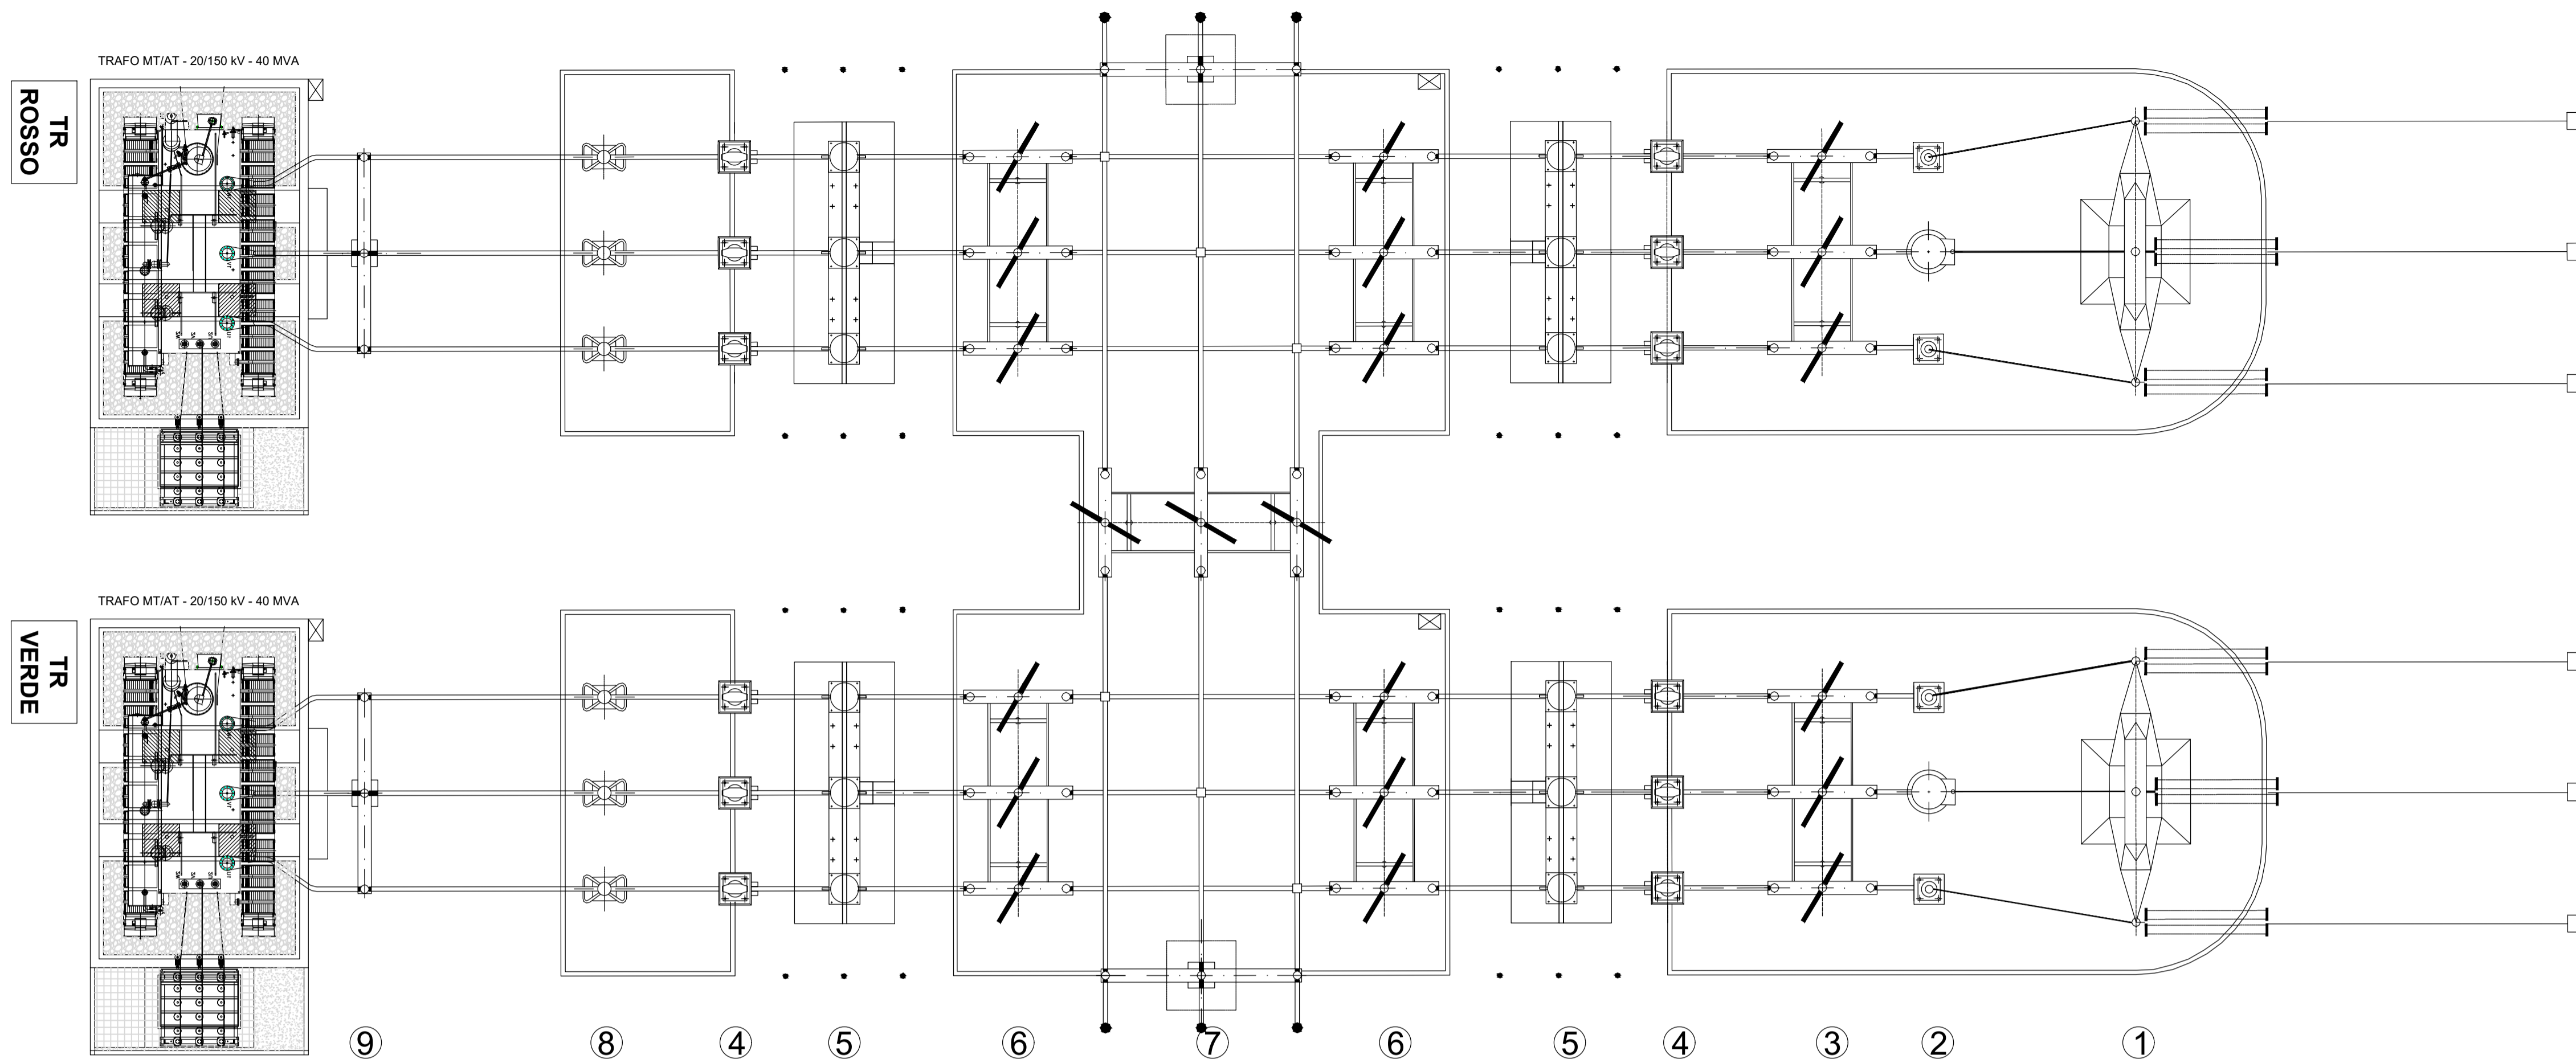 TRAFO MT/AT - 20/150 kV - 40 MVA
TR
ROSSO
TRAFO MT/AT - 20/150 kV - 40 MVA
TR
VERDE
9 8 4 5 6 7 6 5 4 3 2 1